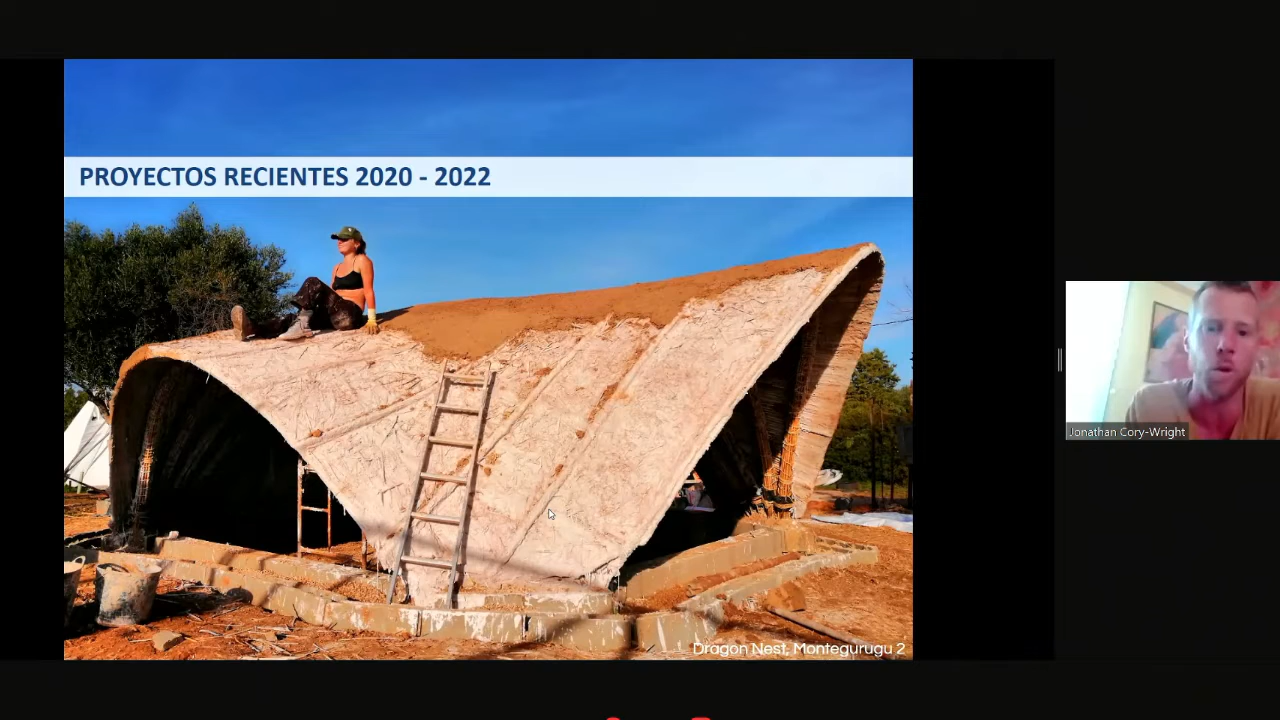 PROYECTOS RECIENTES 2020 - 2022
Jonathan Cory-Wright
Dragon Nest, Montegurugu 2